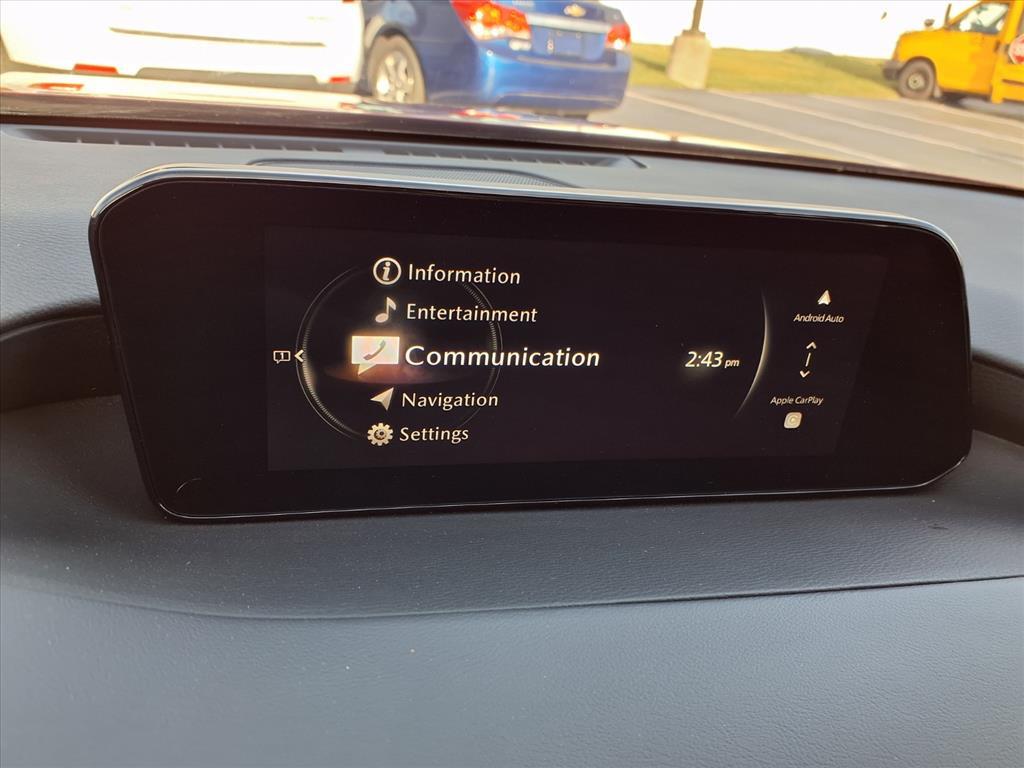 Information
Entertainment
Communication
Navigation
Settings
2:43 pm
Android Auto
Apple CarPlay